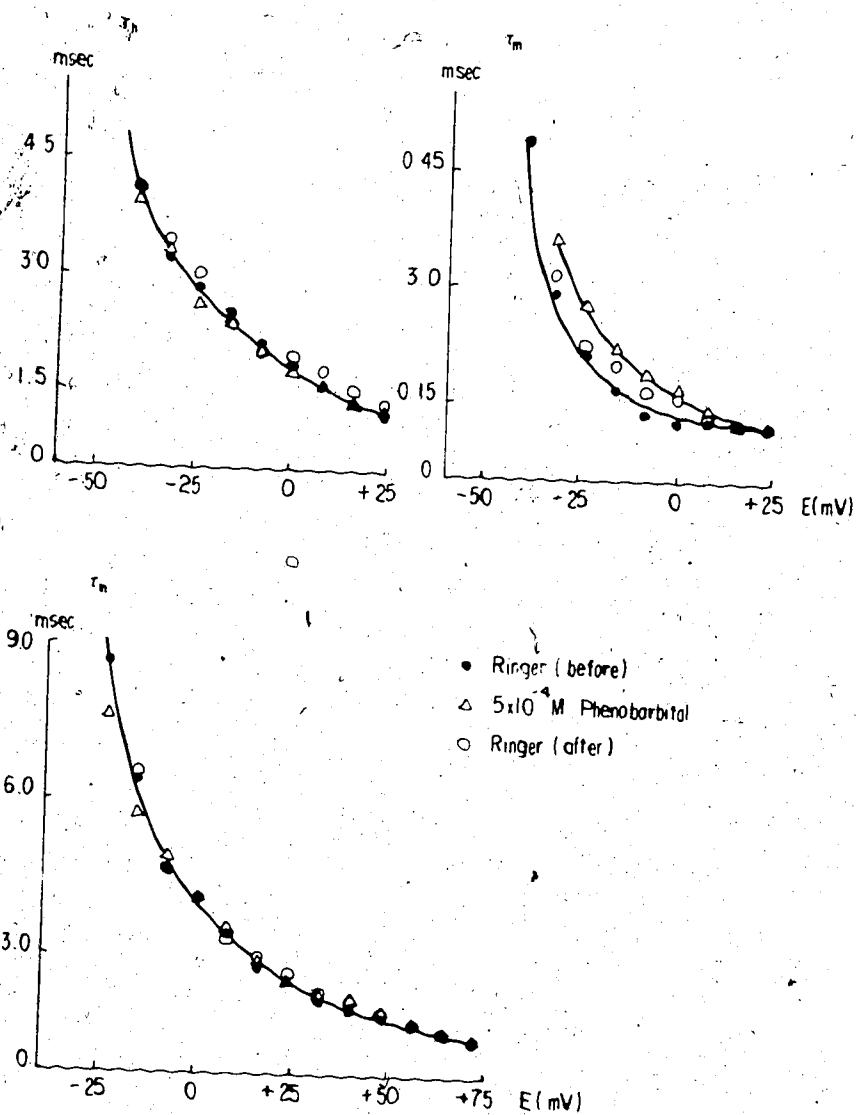 τh
msec
4 5
3 0
1.5
0
-50 -25 0 +25
τm
msec
0 45
3. 0
0 15
0
-50 -25 0 +25 E(mV)
τn
msec
9.0
6.0
3.0
0
-25 0 +25 +50 +75 E(mV)
● Ringer (before)
△ 5x10⁻⁴ M Phenobarbital
○ Ringer (after)